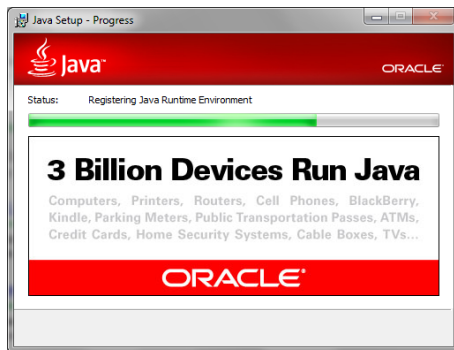 Java Setup - Progress
Java™
ORACLE®
Status: Registering Java Runtime Environment
3 Billion Devices Run Java
Computers, Printers, Routers, Cell Phones, BlackBerry,
Kindle, Parking Meters, Public Transportation Passes, ATMs,
Credit Cards, Home Security Systems, Cable Boxes, TVs...
ORACLE®